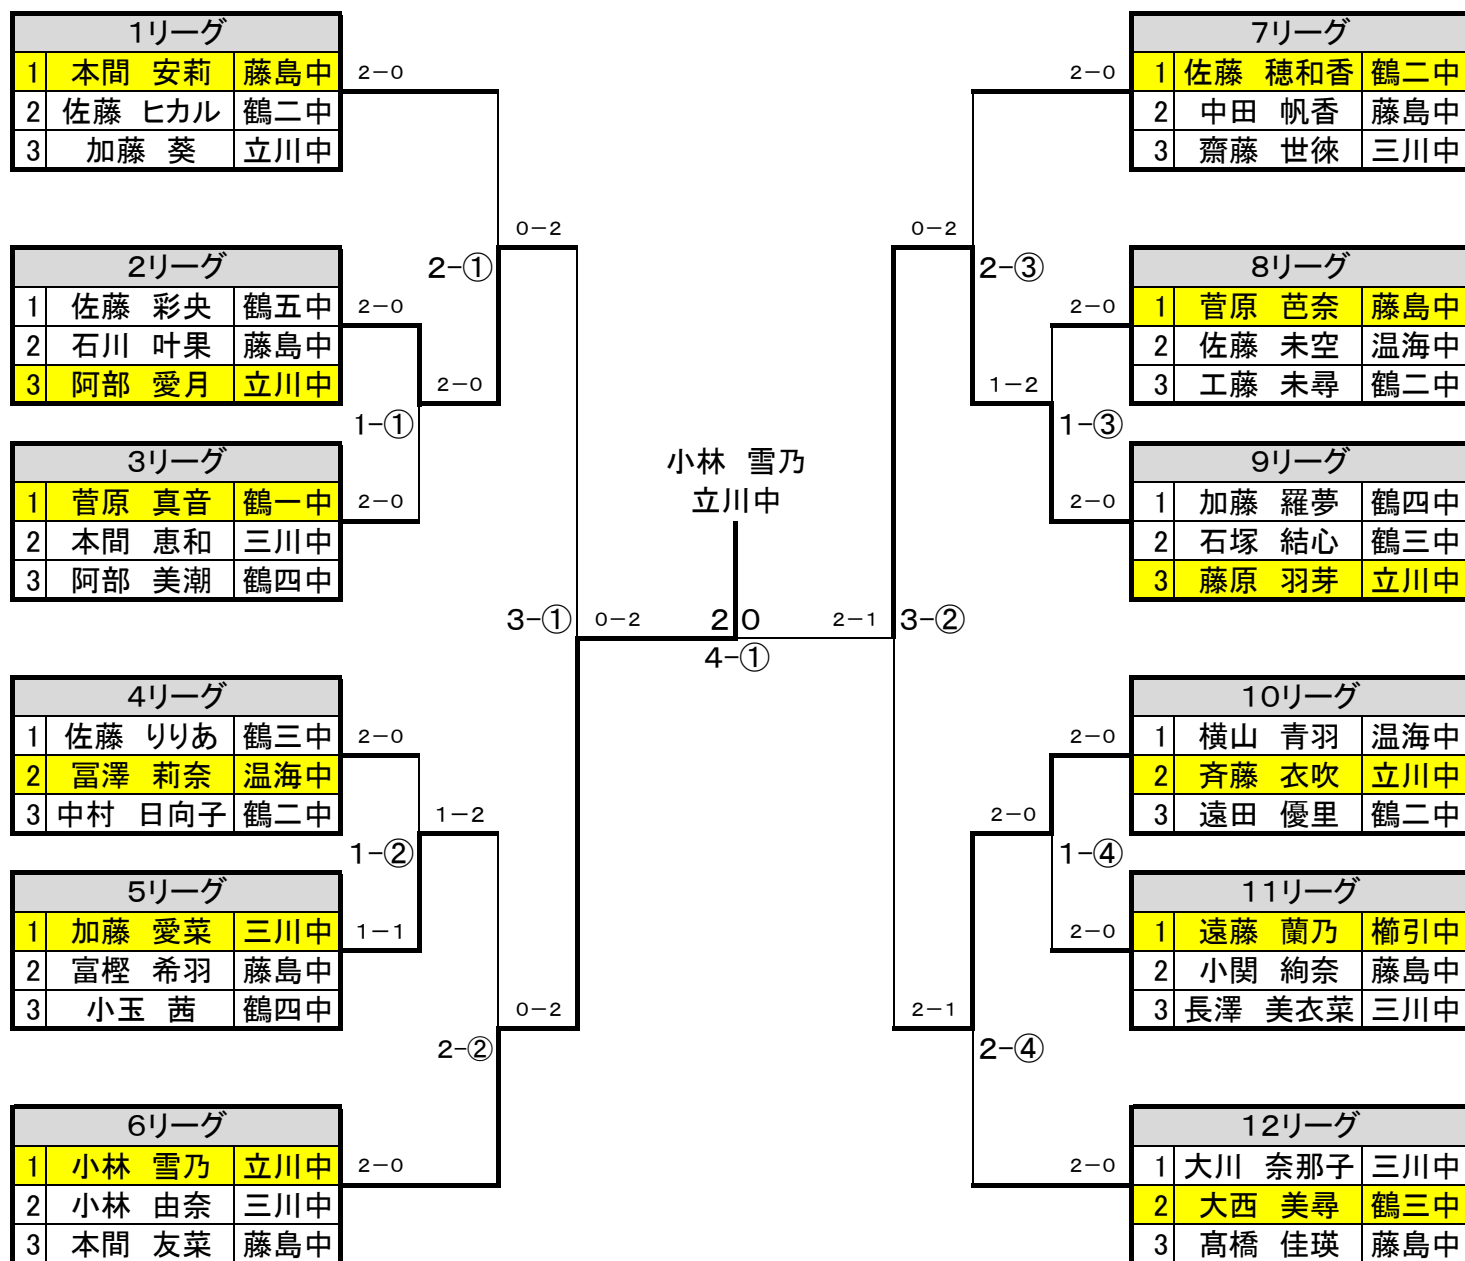 1リーグ
1 本間 安莉 藤島中
2 佐藤 ヒカル 鶴二中
3 加藤 葵 立川中
2-0
2リーグ
1 佐藤 彩央 鶴五中
2 石川 叶果 藤島中
3 阿部 愛月 立川中
2-0
3リーグ
1 菅原 真音 鶴一中
2 本間 恵和 三川中
3 阿部 美潮 鶴四中
2-0
1-①
2-0
2-①
0-2
4リーグ
1 佐藤 りりあ 鶴三中
2 冨澤 莉奈 温海中
3 中村 日向子 鶴二中
2-0
5リーグ
1 加藤 愛菜 三川中
2 富樫 希羽 藤島中
3 小玉 茜 鶴四中
1-1
1-②
1-2
6リーグ
1 小林 雪乃 立川中
2 小林 由奈 三川中
3 本間 友菜 藤島中
2-0
2-②
0-2
3-①
0-2
小林 雪乃
立川中
2 0
4-①
7リーグ
1 佐藤 穂和香 鶴二中
2 中田 帆香 藤島中
3 齋藤 世徠 三川中
2-0
8リーグ
1 菅原 芭奈 藤島中
2 佐藤 未空 温海中
3 工藤 未尋 鶴二中
2-0
9リーグ
1 加藤 羅夢 鶴四中
2 石塚 結心 鶴三中
3 藤原 羽芽 立川中
2-0
1-③
1-2
2-③
0-2
10リーグ
1 横山 青羽 温海中
2 斉藤 衣吹 立川中
3 遠田 優里 鶴二中
2-0
11リーグ
1 遠藤 蘭乃 櫛引中
2 小関 絢奈 藤島中
3 長澤 美衣菜 三川中
2-0
1-④
2-0
12リーグ
1 大川 奈那子 三川中
2 大西 美尋 鶴三中
3 髙橋 佳瑛 藤島中
2-0
2-④
2-1
3-②
2-1